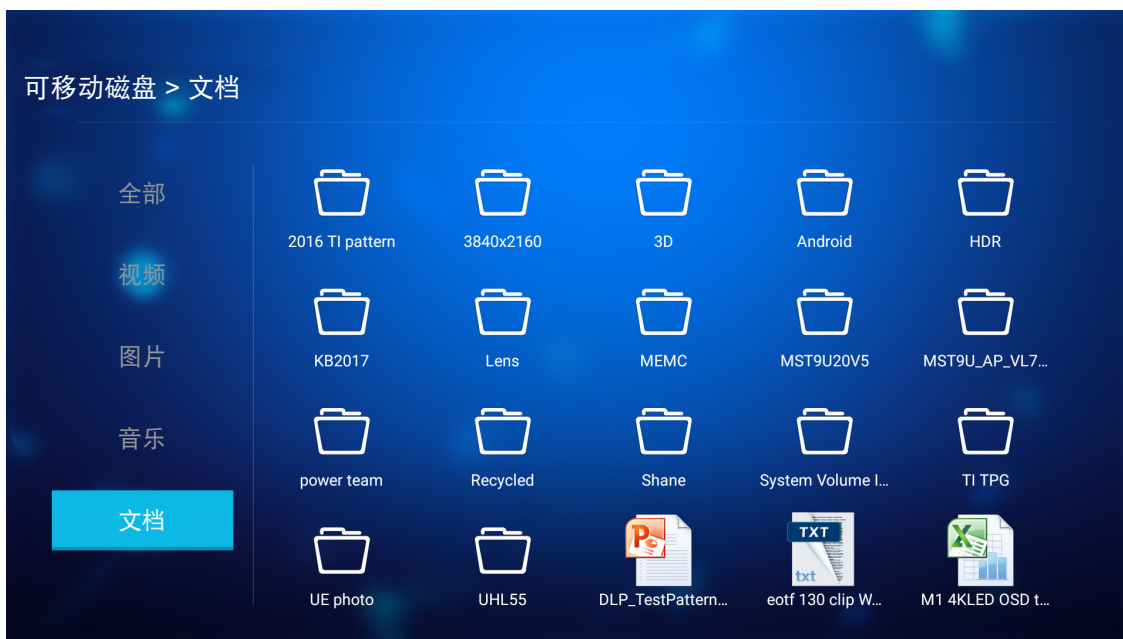 可移动磁盘 > 文档
全部
视频
图片
音乐
文档
2016 TI pattern
3840x2160
3D
Android
HDR
KB2017
Lens
MEMC
MST9U20V5
MST9U_AP_VL7...
power team
Recycled
Shane
System Volume I...
TI TPG
UE photo
UHL55
P
DLP_TestPattern...
TXT
txt
eotf 130 clip W...
X
M1 4KLED OSD t...